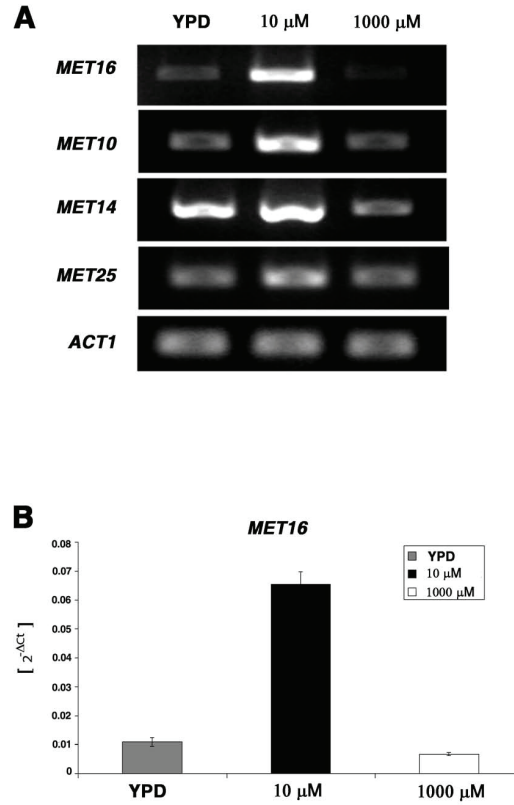 A
YPD 10 μM 1000 μM
MET16
MET10
MET14
MET25
ACT1
B
MET16
0.08
0.07
0.06
0.05
0.04
0.03
0.02
0.01
0
[ 2^-ΔCt ]
YPD
10 μM
1000 μM
YPD 10 μM 1000 μM